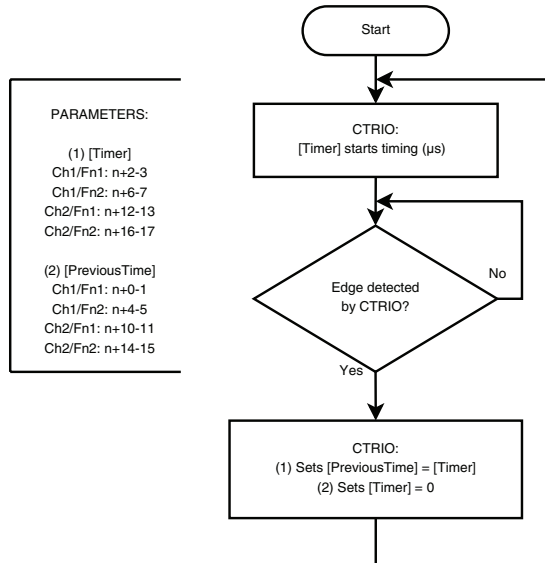 Start
PARAMETERS:
(1) [Timer]
Ch1/Fn1: n+2-3
Ch1/Fn2: n+6-7
Ch2/Fn1: n+12-13
Ch2/Fn2: n+16-17
(2) [PreviousTime]
Ch1/Fn1: n+0-1
Ch1/Fn2: n+4-5
Ch2/Fn1: n+10-11
Ch2/Fn2: n+14-15
CTRIO:
[Timer] starts timing (µs)
Edge detected
by CTRIO?
No
Yes
CTRIO:
(1) Sets [PreviousTime] = [Timer]
(2) Sets [Timer] = 0